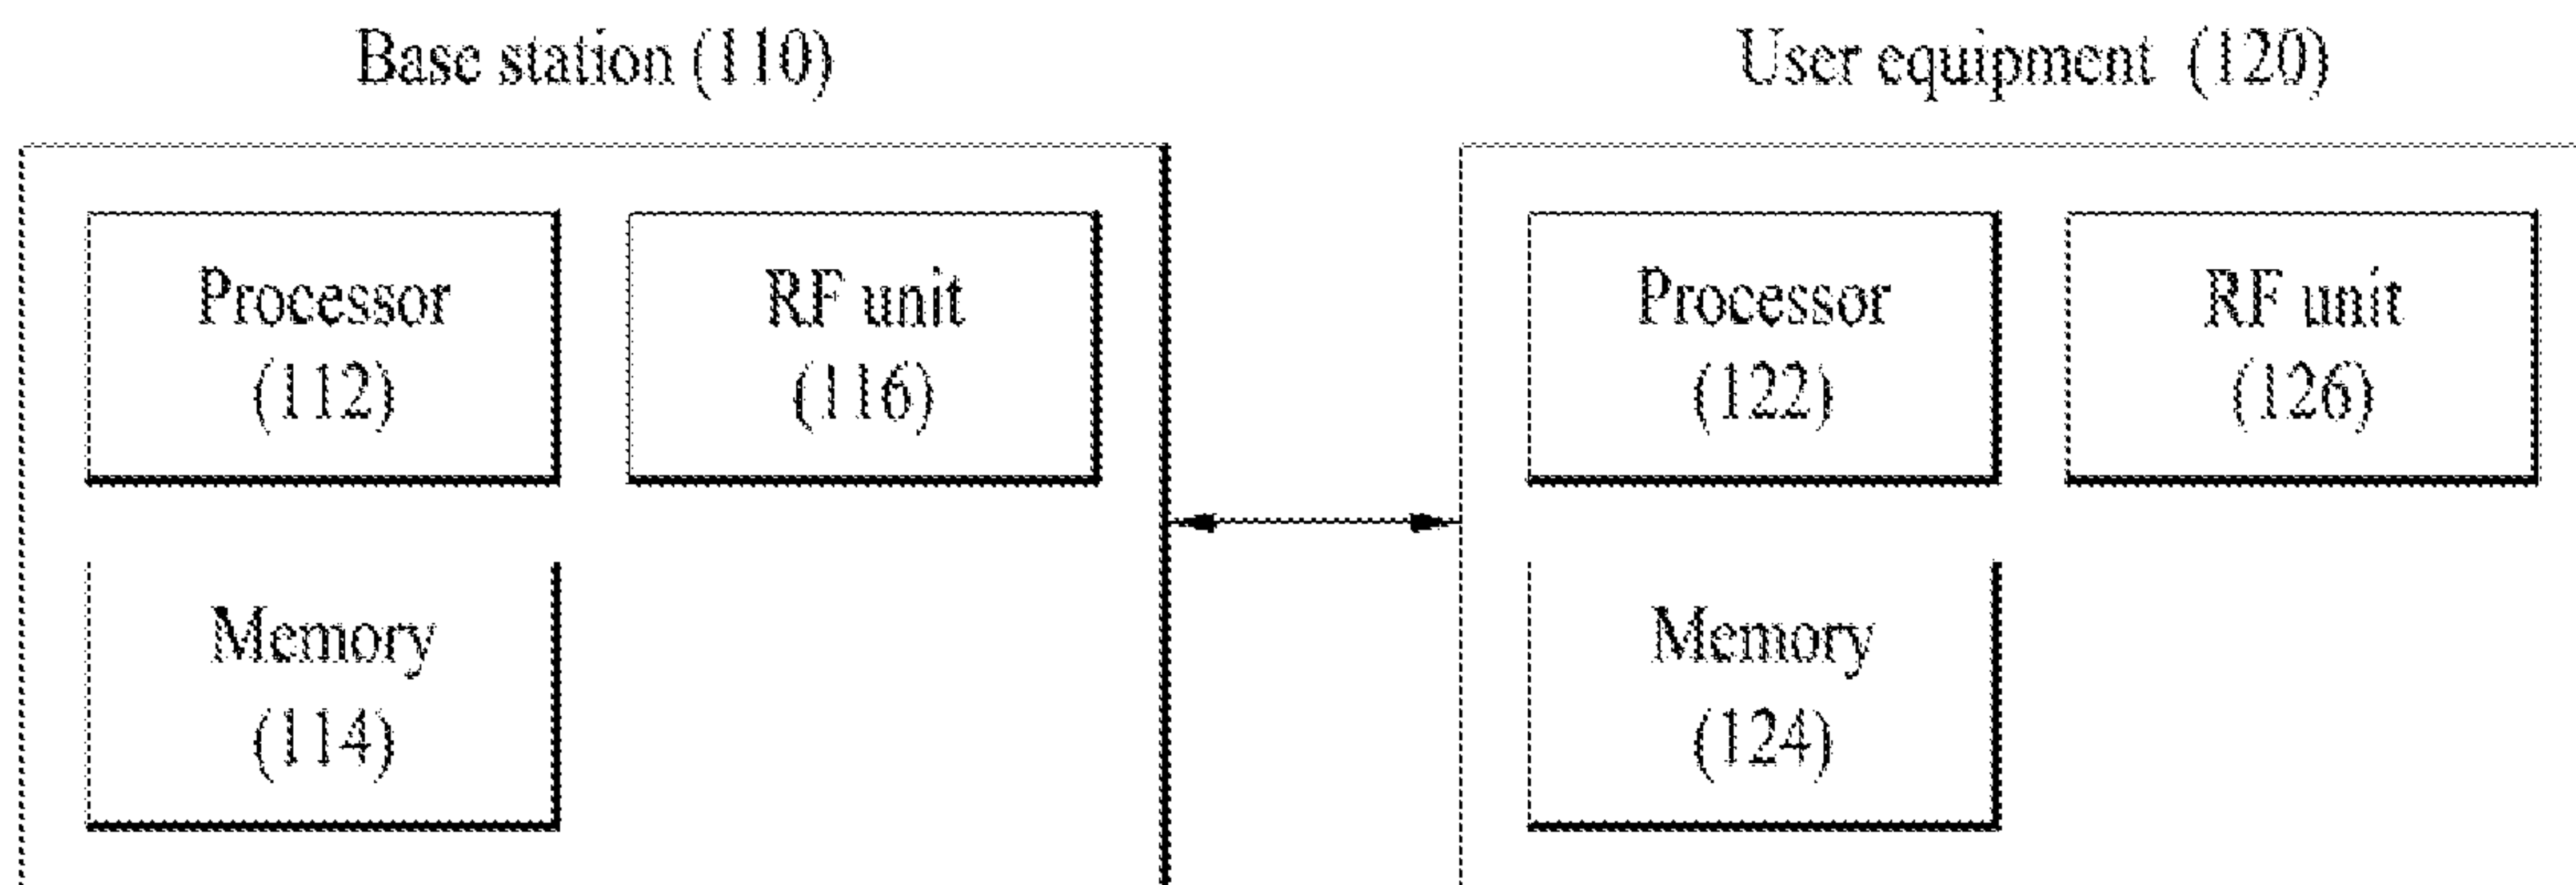 Base station (110)
User equipment (120)
Processor
(112)
RF unit
(116)
Processor
(122)
RF unit
(126)
Memory
(114)
Memory
(124)